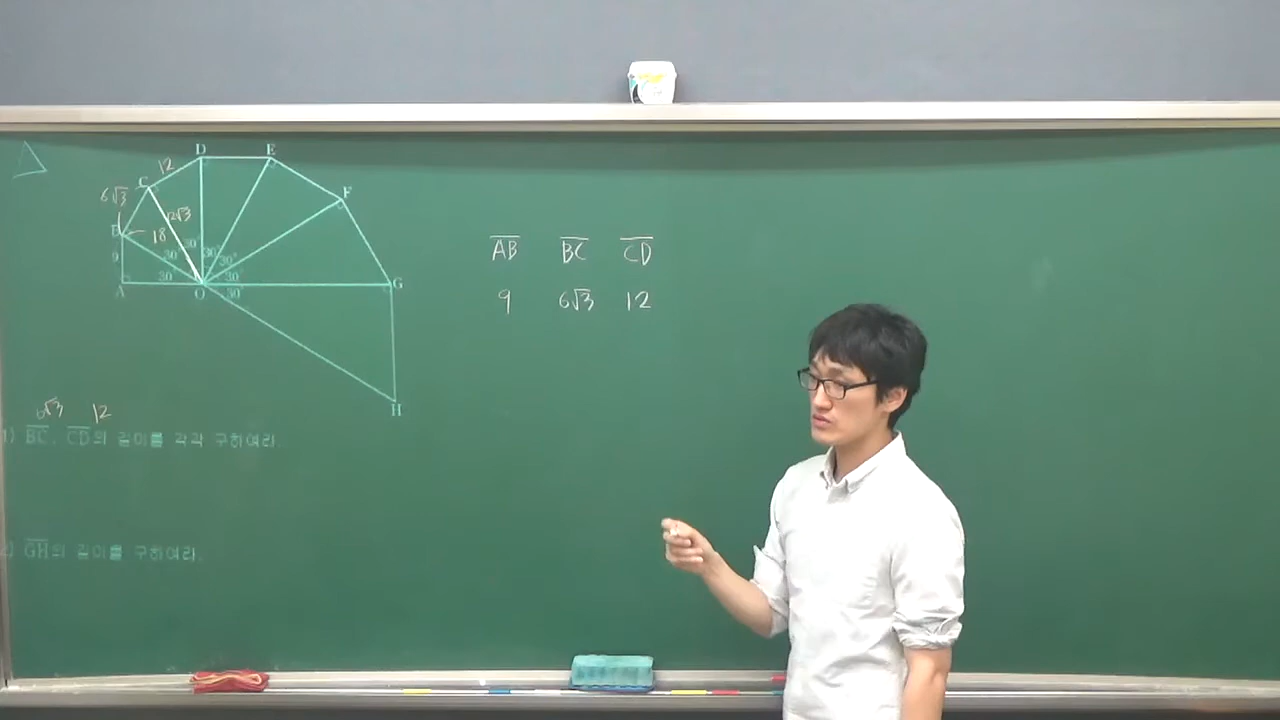 D E
12
C
6√3
F
12√3
B
18
30° 30°
30° 30°
9
30 30°
A O G
30°
H
AB BC CD
9 6√3 12
6√3 12
1) BC, CD의 길이를 각각 구하여라.
2) GH의 길이를 구하여라.